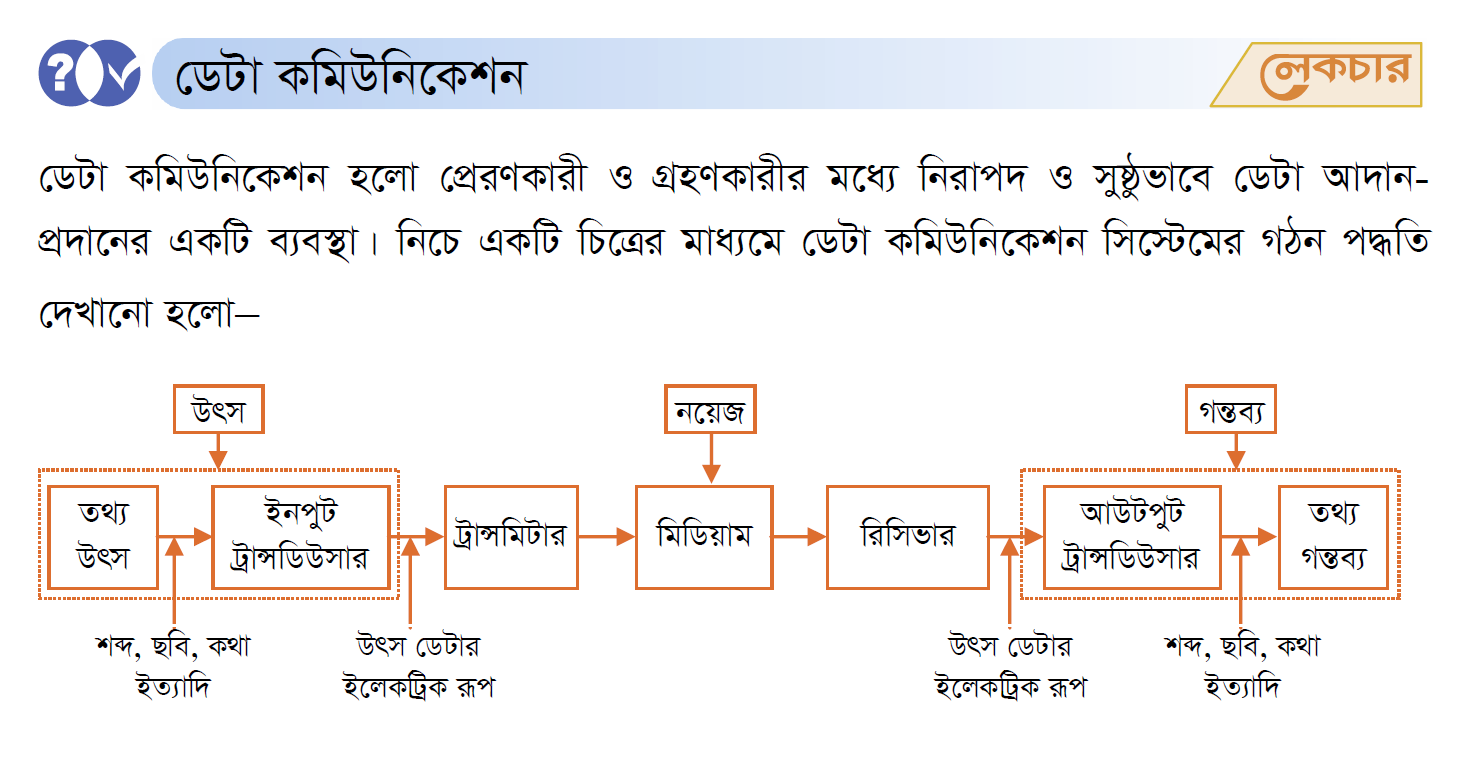 ডেটা কমিউনিকেশন
লেকচার
ডেটা কমিউনিকেশন হলো প্রেরণকারী ও গ্রহণকারীর মধ্যে নিরাপদ ও সুষ্ঠুভাবে ডেটা আদান-
প্রদানের একটি ব্যবস্থা। নিচে একটি চিত্রের মাধ্যমে ডেটা কমিউনিকেশন সিস্টেমের গঠন পদ্ধতি
দেখানো হলো–
উৎস
নয়েজ
গন্তব্য
তথ্য
উৎস
ইনপুট
ট্রান্সডিউসার
ট্রান্সমিটার
মিডিয়াম
রিসিভার
আউটপুট
ট্রান্সডিউসার
তথ্য
গন্তব্য
শব্দ, ছবি, কথা
ইত্যাদি
উৎস ডেটার
ইলেকট্রিক রূপ
উৎস ডেটার
ইলেকট্রিক রূপ
শব্দ, ছবি, কথা
ইত্যাদি